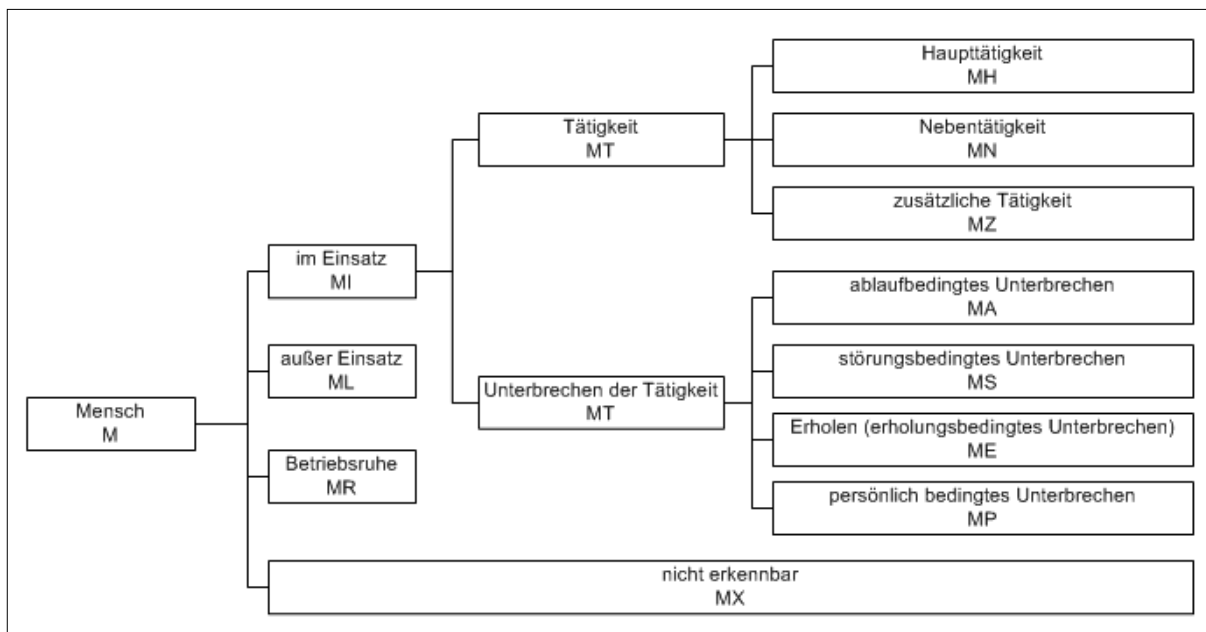 Mensch
M
im Einsatz
MI
außer Einsatz
ML
Betriebsruhe
MR
nicht erkennbar
MX
Tätigkeit
MT
Unterbrechen der Tätigkeit
MT
Haupttätigkeit
MH
Nebentätigkeit
MN
zusätzliche Tätigkeit
MZ
ablaufbedingtes Unterbrechen
MA
störungsbedingtes Unterbrechen
MS
Erholen (erholungsbedingtes Unterbrechen)
ME
persönlich bedingtes Unterbrechen
MP